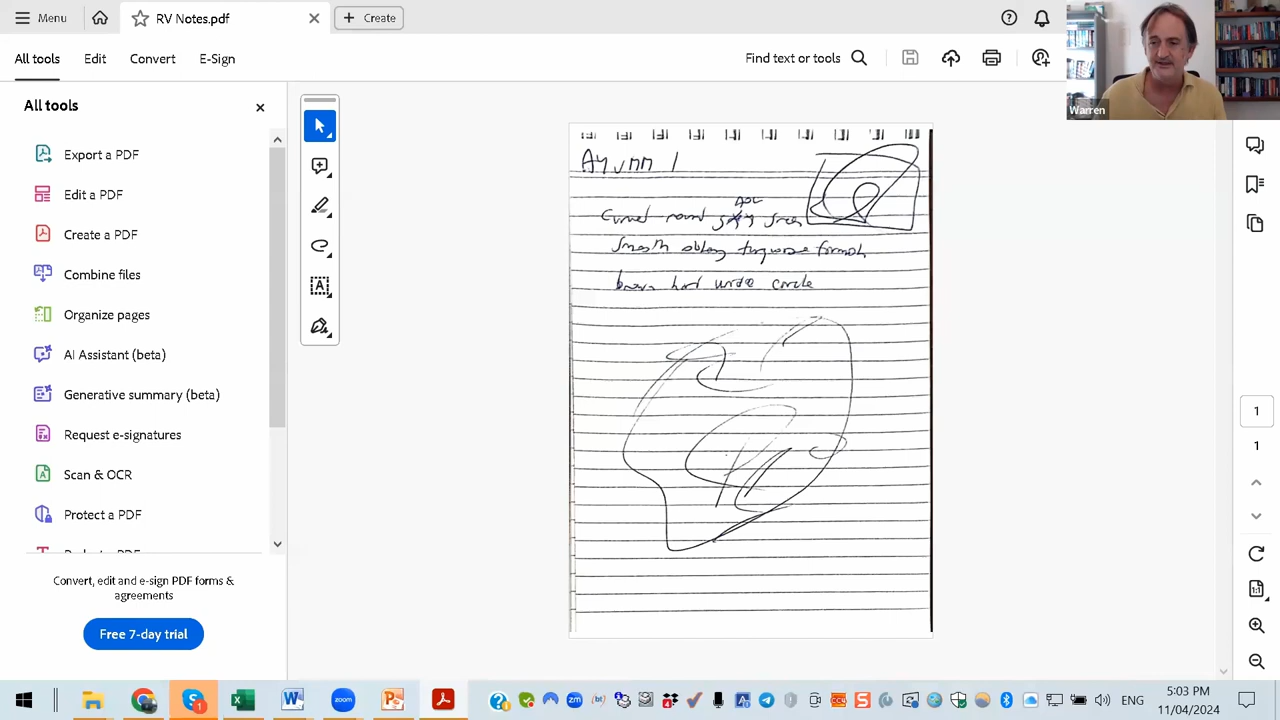 Menu
RV Notes.pdf
Create
All tools
Edit
Convert
E-Sign
Find text or tools
Warren
All tools
Export a PDF
Edit a PDF
Create a PDF
Combine files
Organize pages
AI Assistant (beta)
Generative summary (beta)
Request e-signatures
Scan & OCR
Protect a PDF
Convert, edit and e-sign PDF forms &
agreements
Free 7-day trial
1
round
Smooth oblong turquoise
brown hard circle
1
1
ENG
5:03 PM
11/04/2024